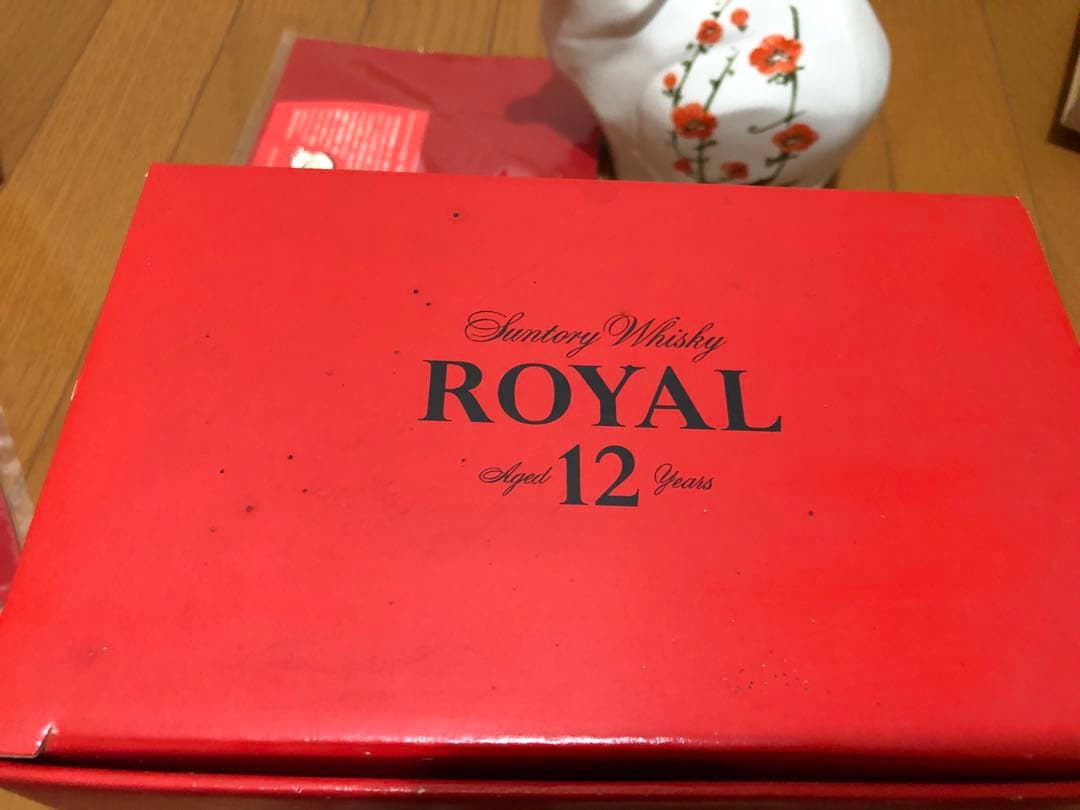 Suntory Whisky
ROYAL
Aged 12 Years